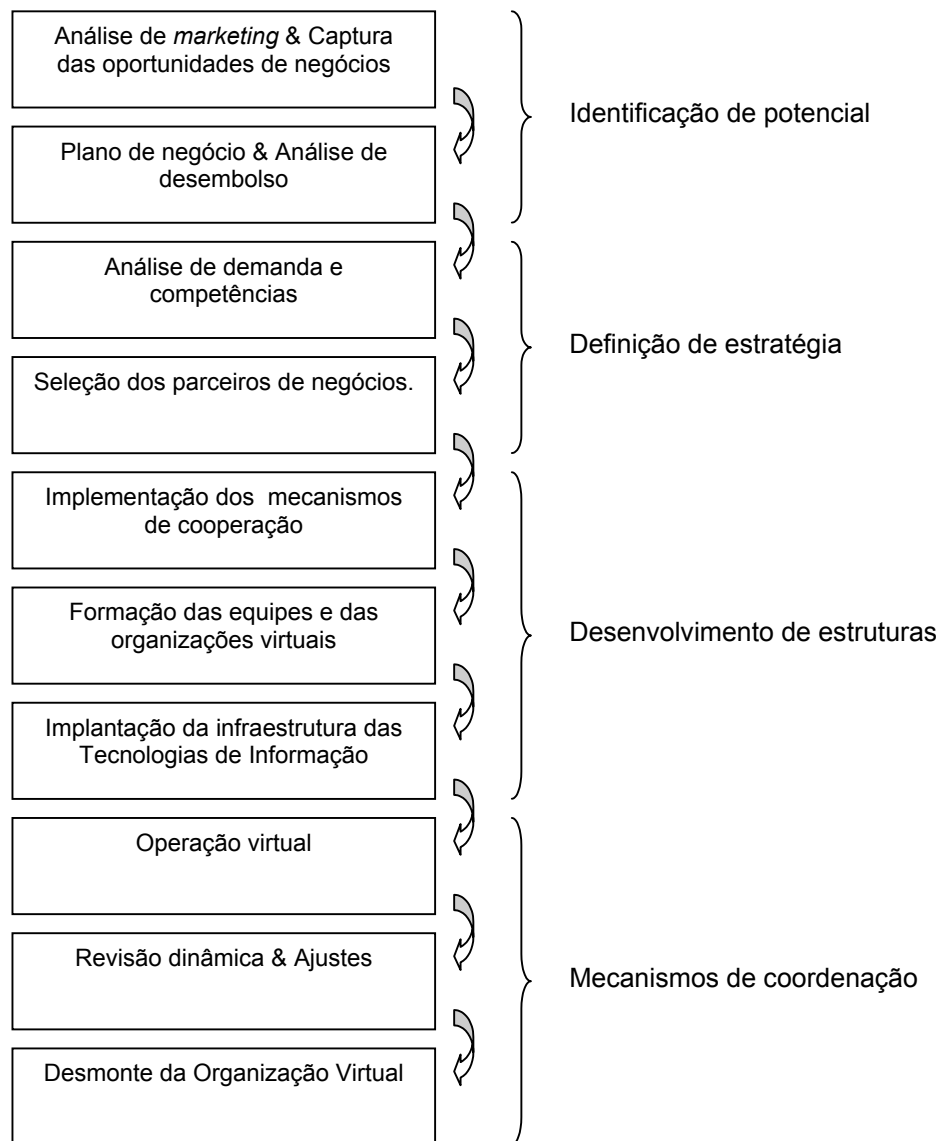 Análise de marketing & Captura
das oportunidades de negócios
Identificação de potencial
Plano de negócio & Análise de
desembolso
Análise de demanda e
competências
Definição de estratégia
Seleção dos parceiros de negócios.
Implementação dos mecanismos
de cooperação
Formação das equipes e das
organizações virtuais
Desenvolvimento de estruturas
Implantação da infraestrutura das
Tecnologias de Informação
Operação virtual
Revisão dinâmica & Ajustes
Mecanismos de coordenação
Desmonte da Organização Virtual